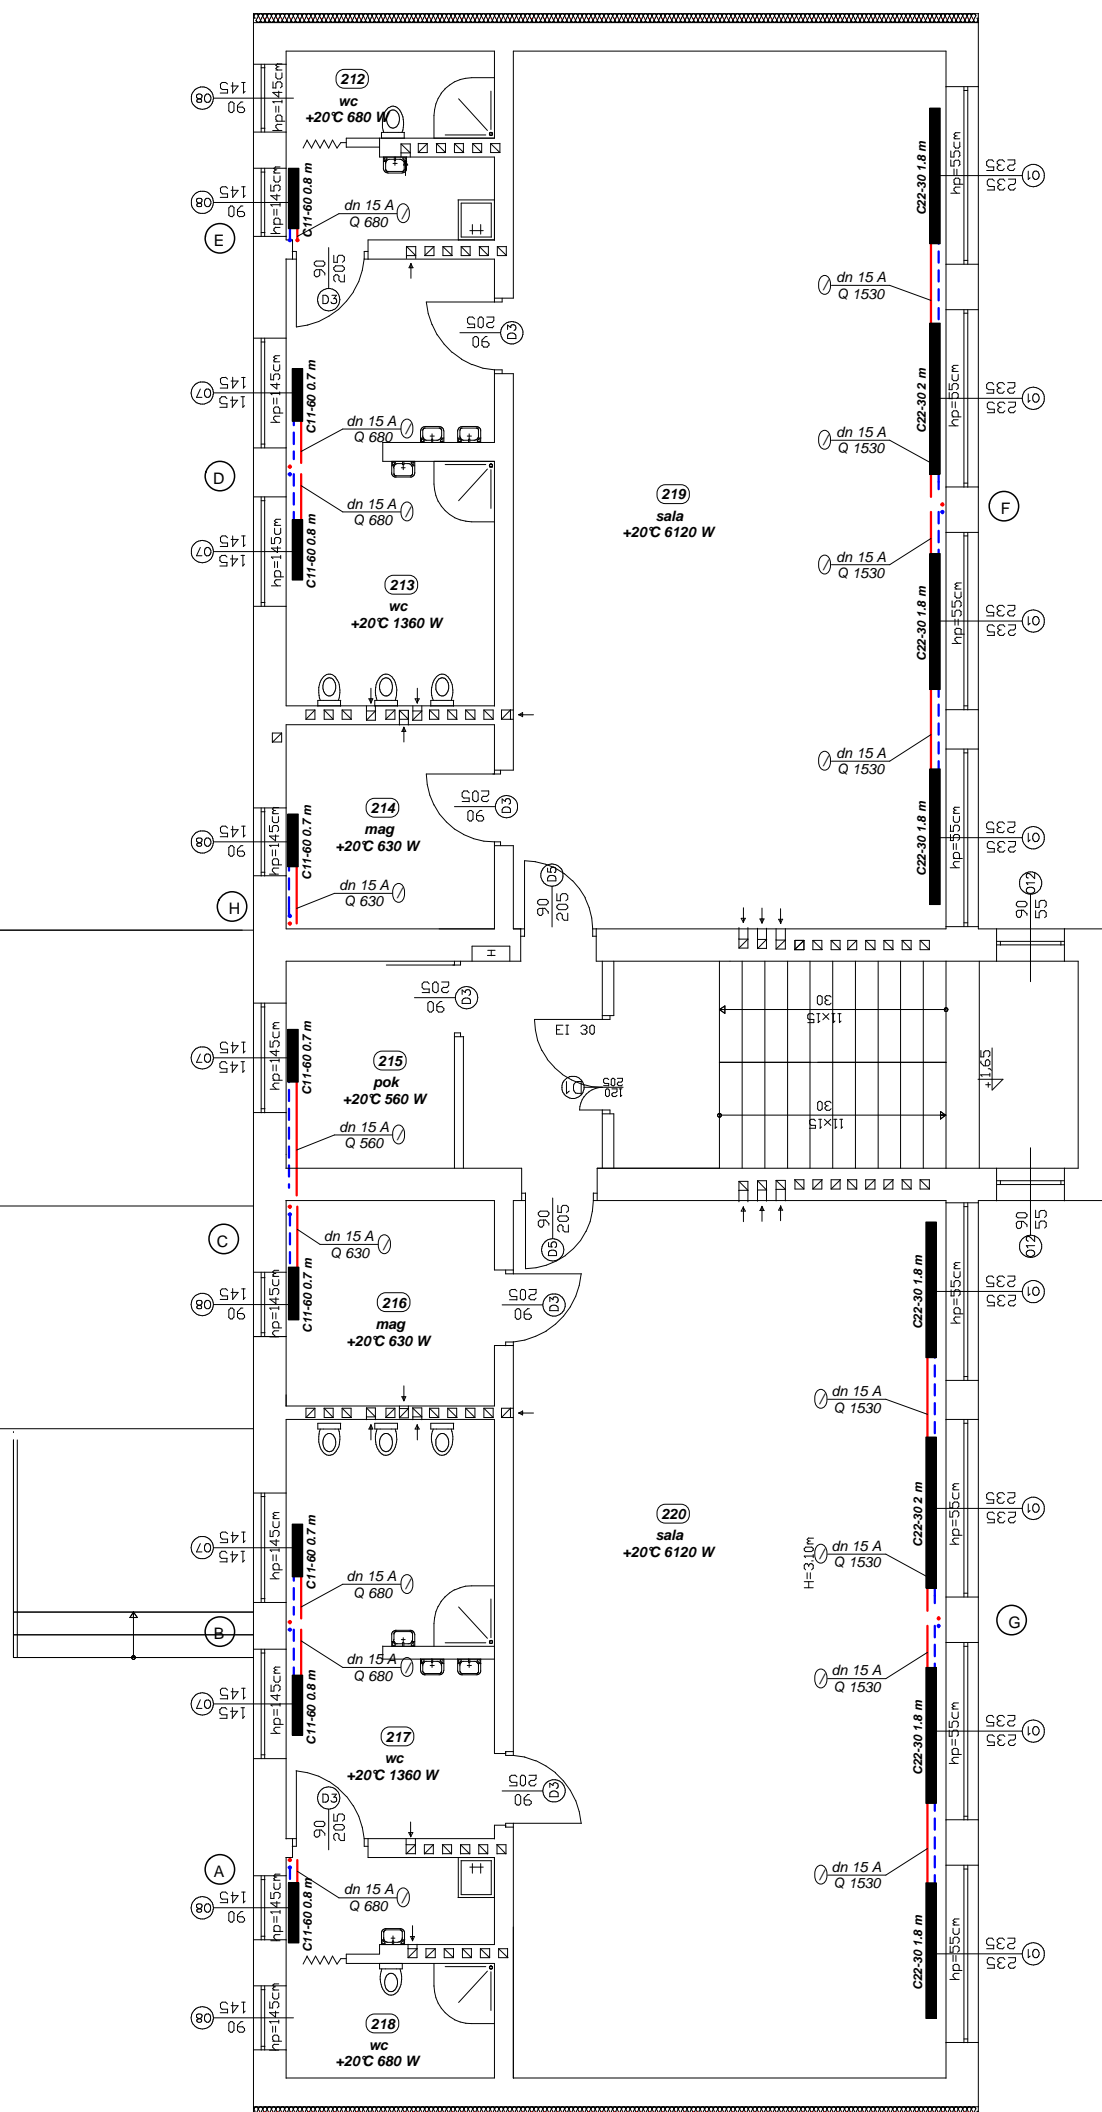 212
wc
+20℃ 680 W
145
08
90
hp=145cm
145
08
90
hp=145cm
C11-60 0.8 m
dn 15 A
Q 680
E
90
205
D3
205
90
D3
145
07
145
hp=145cm
C11-60 0.7 m
dn 15 A
Q 680
D
dn 15 A
Q 680
145
07
145
hp=145cm
C11-60 0.8 m
213
wc
+20℃ 1360 W
214
mag
+20℃ 630 W
145
08
90
hp=145cm
C11-60 0.7 m
205
90
D3
dn 15 A
Q 630
H
D5
90
205
H
205
90
D3
145
07
145
hp=145cm
C11-60 0.7 m
215
pok
+20℃ 560 W
dn 15 A
Q 560
EI 30
D1
205
120
30
11×15
30
11×15
+1,65
C
dn 15 A
Q 630
90
205
D5
145
08
90
hp=145cm
C11-60 0.7 m
216
mag
+20℃ 630 W
205
90
D3
145
07
145
hp=145cm
C11-60 0.7 m
dn 15 A
Q 680
B
dn 15 A
Q 680
145
07
145
hp=145cm
C11-60 0.8 m
217
wc
+20℃ 1360 W
205
90
D3
D3
90
205
A
dn 15 A
Q 680
145
08
90
hp=145cm
C11-60 0.8 m
145
08
90
hp=145cm
218
wc
+20℃ 680 W
C22-30 1.8 m
hp=55cm
235
235
01
dn 15 A
Q 1530
C22-30 2 m
hp=55cm
235
235
01
dn 15 A
Q 1530
219
sala
+20℃ 6120 W
F
dn 15 A
Q 1530
C22-30 1.8 m
hp=55cm
235
235
01
dn 15 A
Q 1530
C22-30 1.8 m
hp=55cm
235
235
01
O12
90
55
90
55
O12
C22-30 1.8 m
hp=55cm
235
235
01
dn 15 A
Q 1530
C22-30 2 m
hp=55cm
235
235
01
220
sala
+20℃ 6120 W
H=3,10m
dn 15 A
Q 1530
G
dn 15 A
Q 1530
C22-30 1.8 m
hp=55cm
235
235
01
dn 15 A
Q 1530
C22-30 1.8 m
hp=55cm
235
235
01